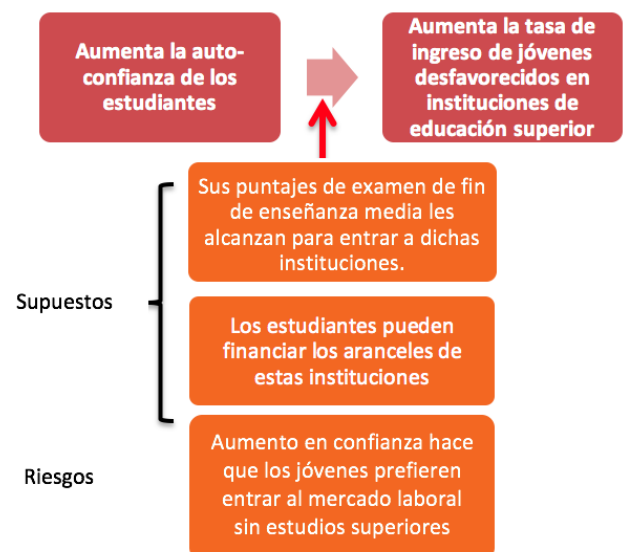 Aumenta la auto-
confianza de los
estudiantes
Aumenta la tasa de
ingreso de jóvenes
desfavorecidos en
instituciones de
educación superior
Supuestos
Sus puntajes de examen de fin
de enseñanza media les
alcanzan para entrar a dichas
instituciones.
Los estudiantes pueden
financiar los aranceles de
estas instituciones
Riesgos
Aumento en confianza hace
que los jóvenes prefieren
entrar al mercado laboral
sin estudios superiores